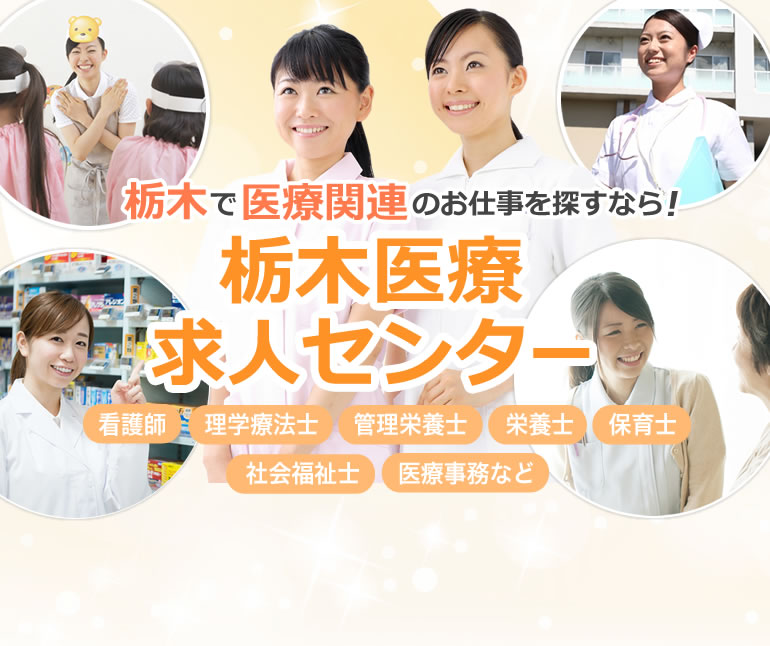 栃木で医療関連のお仕事を探すなら!
栃木医療
求人センター
看護師 理学療法士 管理栄養士 栄養士 保育士
社会福祉士 医療事務など